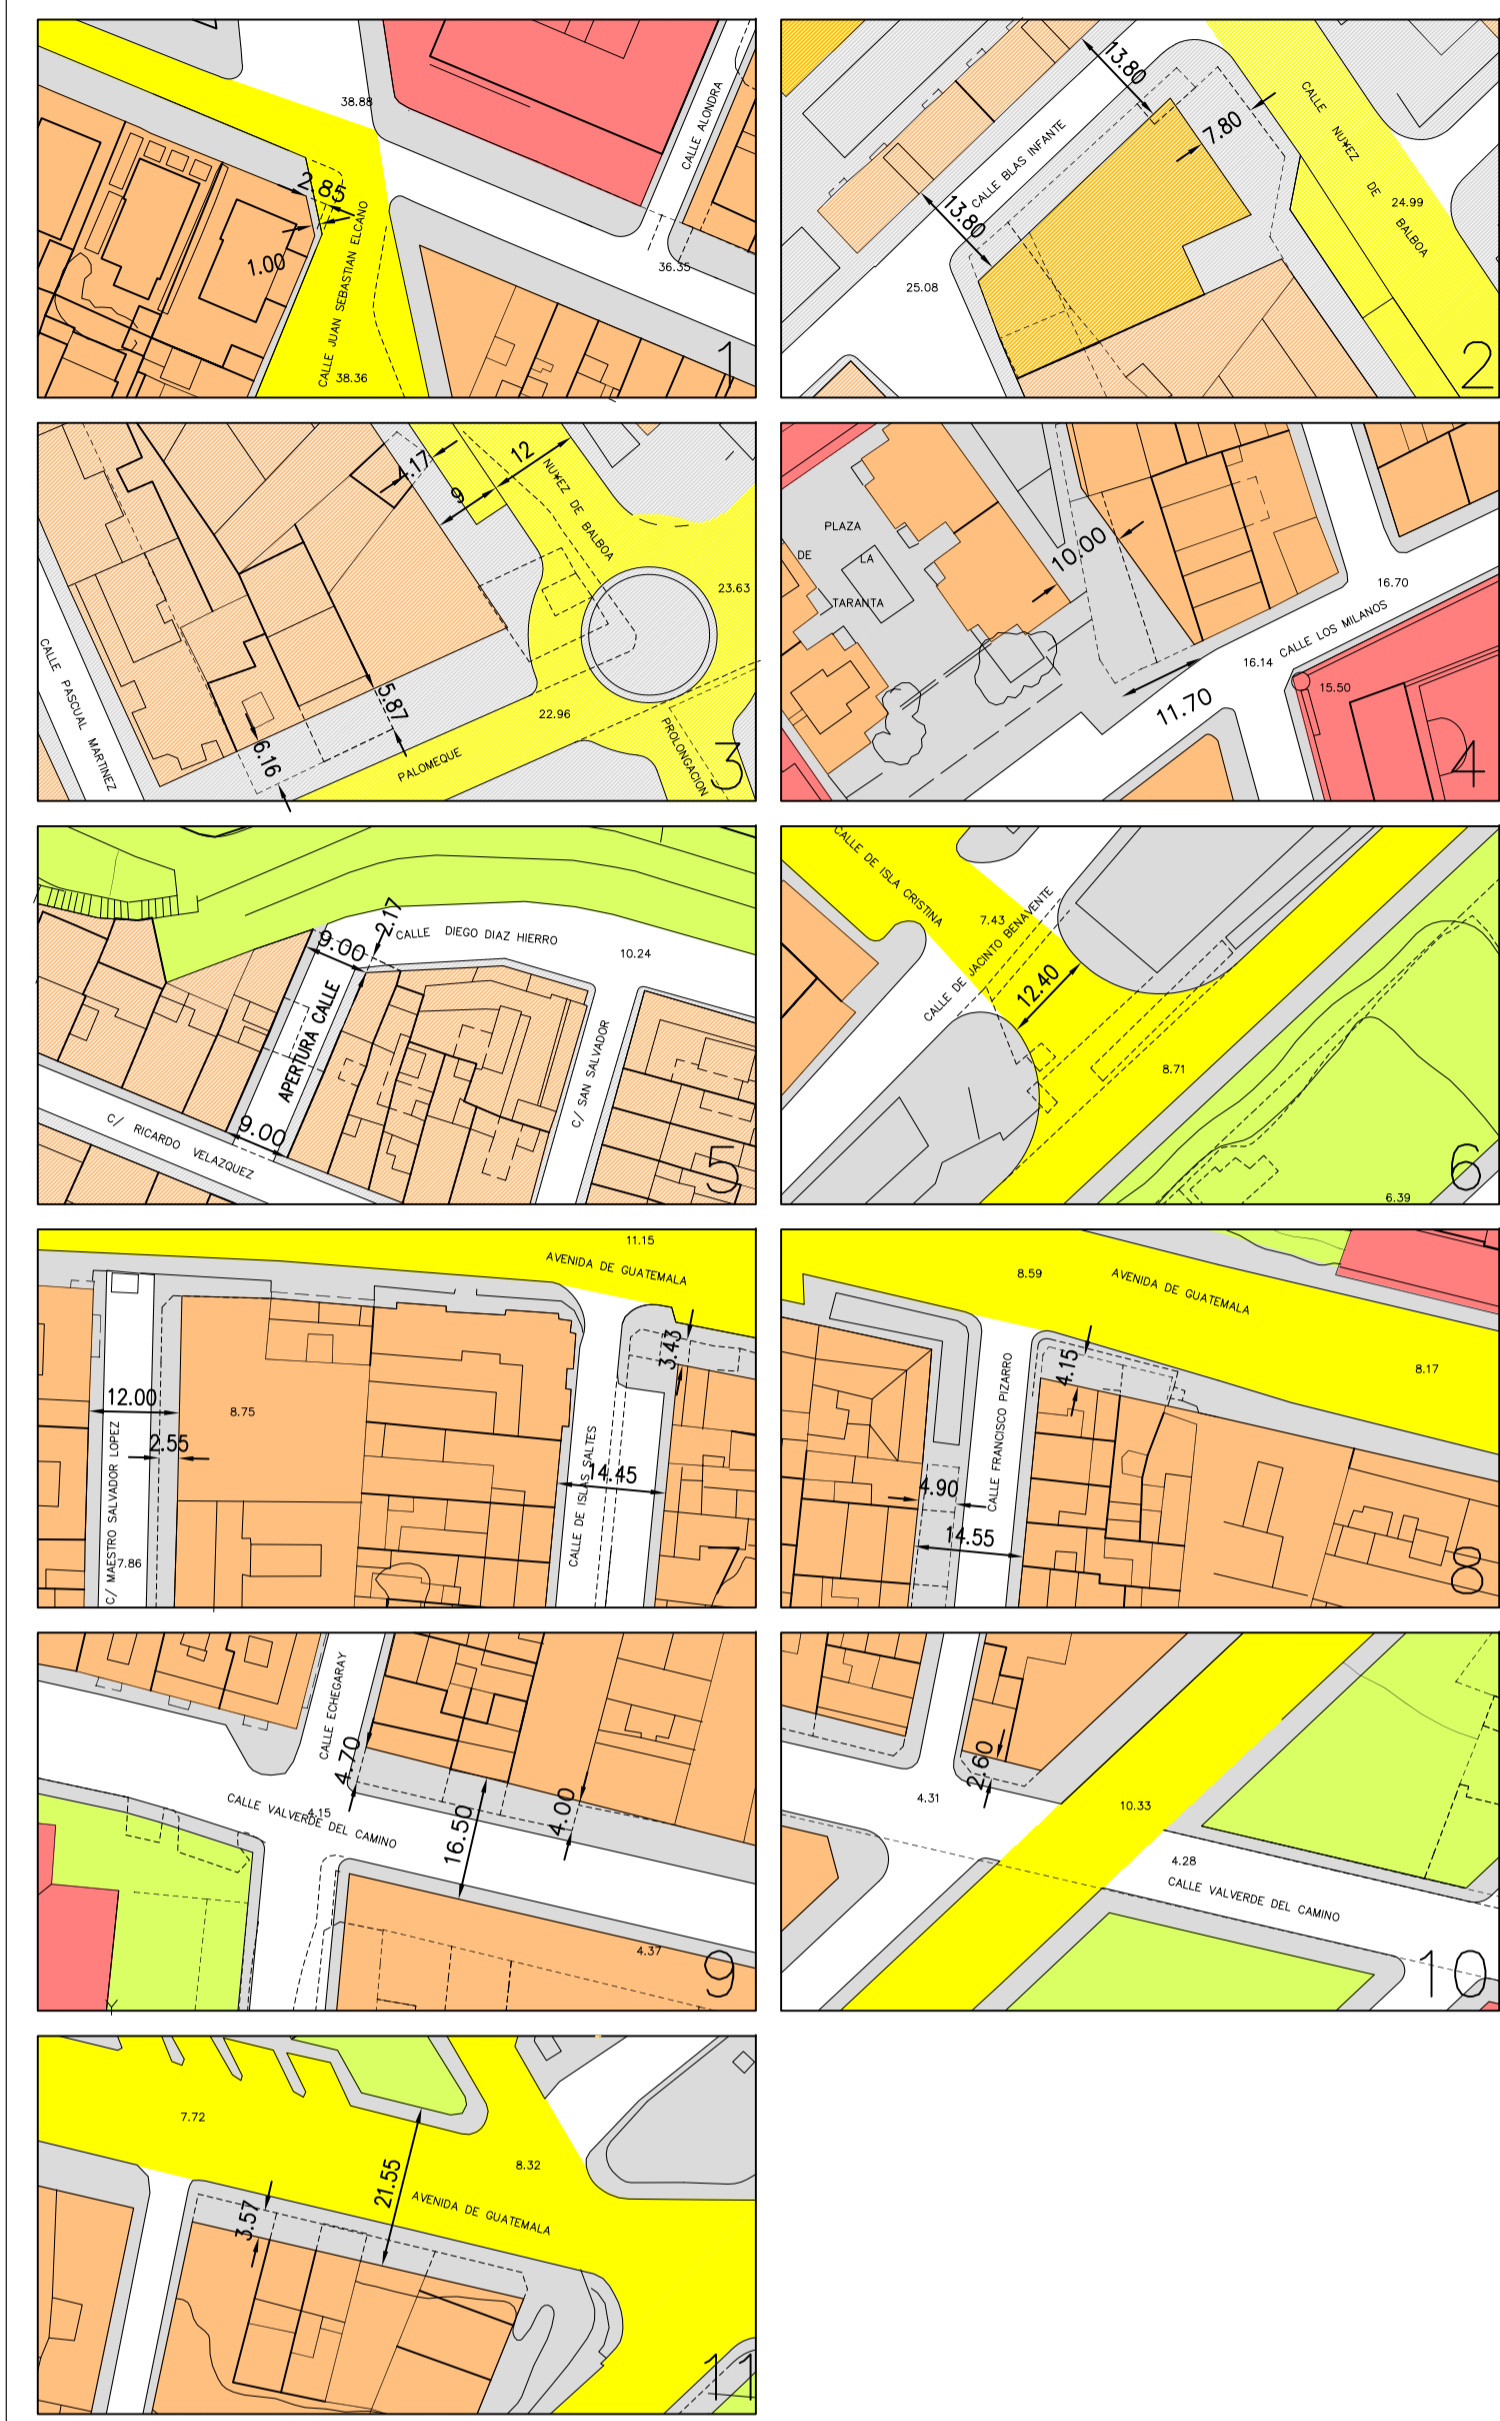 38.88
CALLE ALONDRA
2.85
1.00
CALLE JUAN SEBASTIAN ELCANO
36.35
38.36
1
13.80
7.80
CALLE NU¥EZ DE BALBOA
CALLE BLAS INFANTE
13.80
24.99
25.08
2
4.17
12
9
NU¥EZ DE BALBOA
23.63
CALLE PASCUAL MARTINEZ
5.87
22.96
6.16
PALOMEQUE
PROLONGACION
3
PLAZA
DE
LA
TARANTA
10.00
16.70
CALLE LOS MILANOS
16.14
15.50
11.70
4
2.17
9.00
CALLE DIEGO DIAZ HIERRO
10.24
APERTURA CALLE
C/ SAN SALVADOR
9.00
C/ RICARDO VELAZQUEZ
5
CALLE DE ISLA CRISTINA
7.43
CALLE DE JACINTO BENAVENTE
12.40
8.71
6.39
6
11.15
AVENIDA DE GUATEMALA
3.43
12.00
8.75
2.55
C/ MAESTRO SALVADOR LOPEZ
CALLE DE ISLAS SALTES
14.45
7.86
8.59
AVENIDA DE GUATEMALA
4.15
8.17
CALLE FRANCISCO PIZARRO
4.90
14.55
8
CALLE ECHEGARAY
4.70
4.00
CALLE VALVERDE DEL CAMINO
4.15
16.50
4.37
9
2.60
4.31
10.33
4.28
CALLE VALVERDE DEL CAMINO
10
7.72
21.55
8.32
3.57
AVENIDA DE GUATEMALA
11